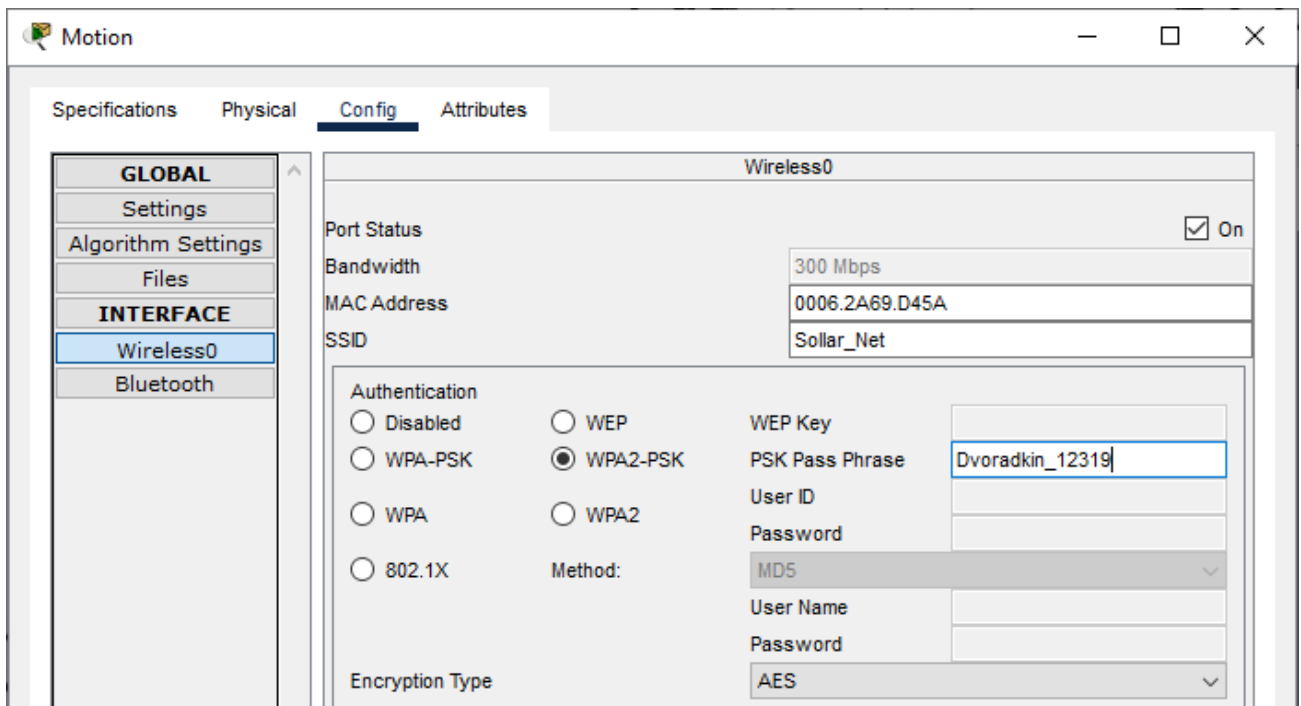 Motion
Specifications Physical Config Attributes
GLOBAL
Settings
Algorithm Settings
Files
INTERFACE
Wireless0
Bluetooth
Wireless0
Port Status On
Bandwidth 300 Mbps
MAC Address 0006.2A69.D45A
SSID Sollar_Net
Authentication
Disabled WEP WEP Key
WPA-PSK WPA2-PSK PSK Pass Phrase Dvoradkin_12319
User ID
WPA WPA2
Password
802.1X Method: MD5
User Name
Password
Encryption Type AES